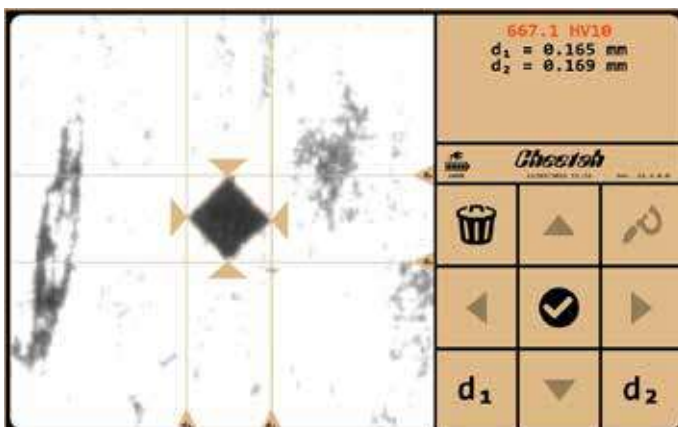 667.1 HV10
d₁ = 0.165 mm
d₂ = 0.169 mm
Cheetah
d₁
d₂